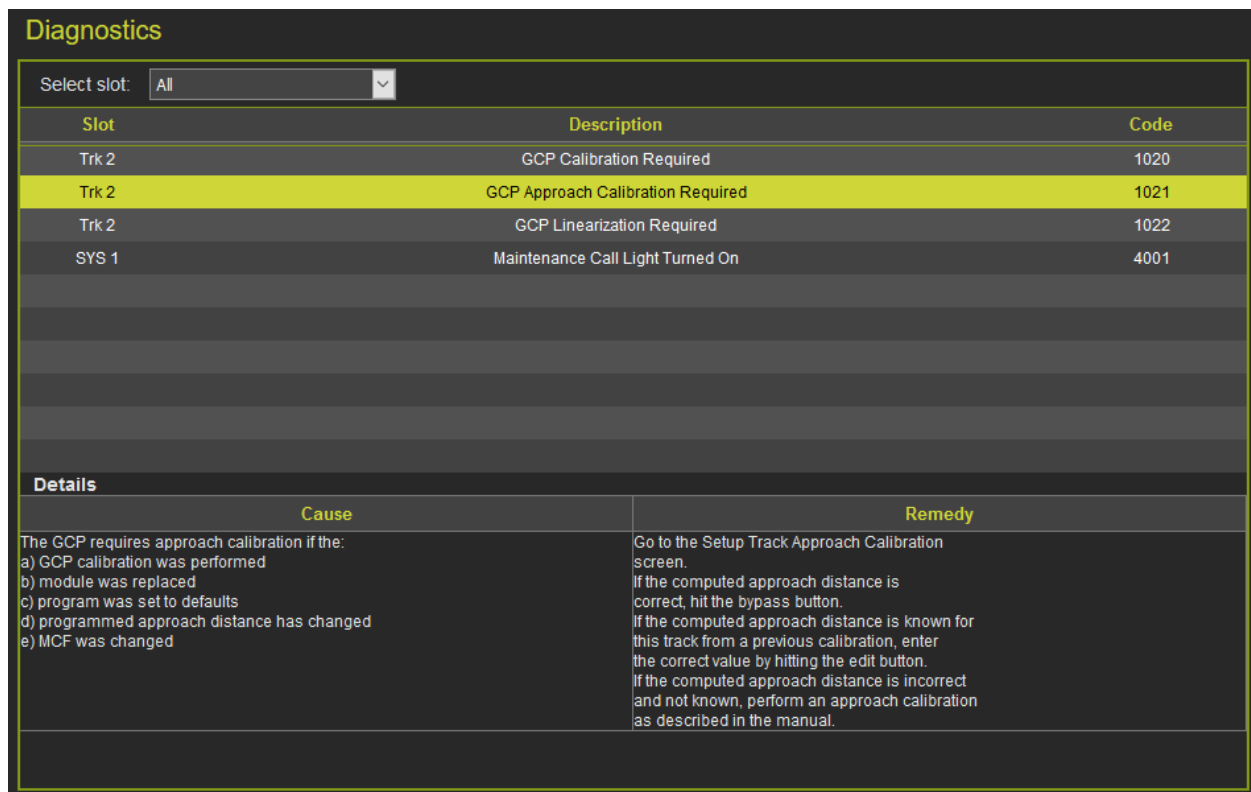 Diagnostics
Select slot: All
Slot Description Code
Trk 2 GCP Calibration Required 1020
Trk 2 GCP Approach Calibration Required 1021
Trk 2 GCP Linearization Required 1022
SYS 1 Maintenance Call Light Turned On 4001
Details
Cause
The GCP requires approach calibration if the:
a) GCP calibration was performed
b) module was replaced
c) program was set to defaults
d) programmed approach distance has changed
e) MCF was changed
Remedy
Go to the Setup Track Approach Calibration
screen.
If the computed approach distance is
correct, hit the bypass button.
If the computed approach distance is known for
this track from a previous calibration, enter
the correct value by hitting the edit button.
If the computed approach distance is incorrect
and not known, perform an approach calibration
as described in the manual.